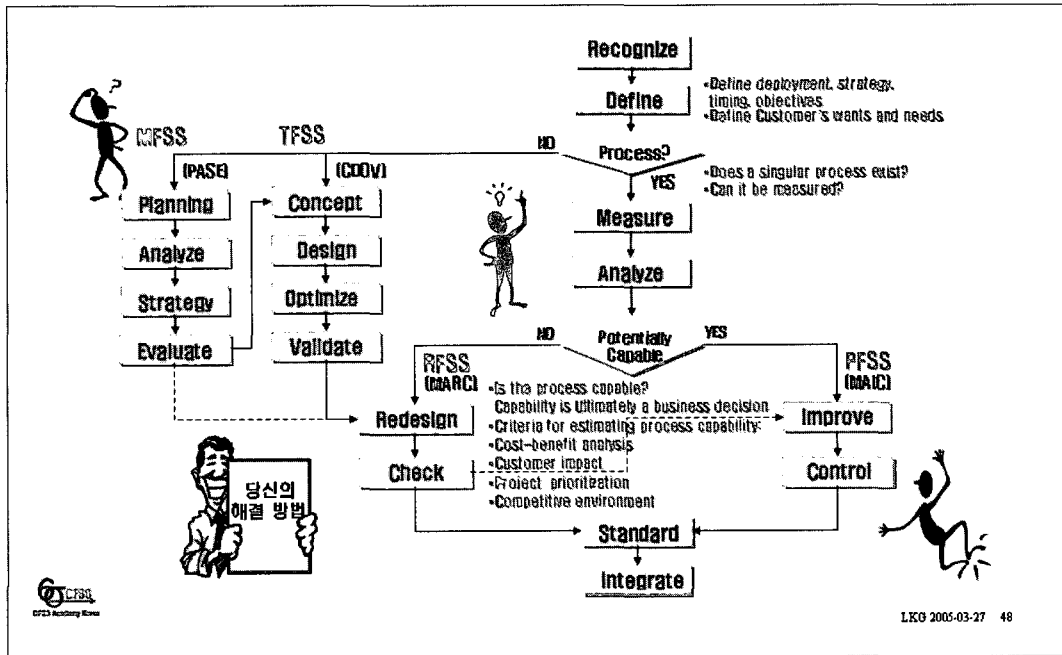 Recognize
Define
•Define deployment, strategy,
timing, objectives
•Define Customer's wants and needs
?
MFSS
TFSS
NO
Process?
(PASE)
(CDOV)
YES
•Does a singular process exist?
•Can it be measured?
Planning
Concept
Measure
Analyze
Design
Analyze
Strategy
Optimize
Evaluate
Validate
NO
Potentially
Capable
YES
RFSS
(MARC)
PFSS
(MAIC)
•Is the process capable?
Capability is Ultimately a business decision
•Criteria for estimating process capability:
•Cost-benefit analysis
•Customer impact
•Project prioritization
•Competitive environment
Redesign
Improve
Check
Control
당신의
해결 방법
Standard
Integrate
CFSS
LKG 2005-03-27 48